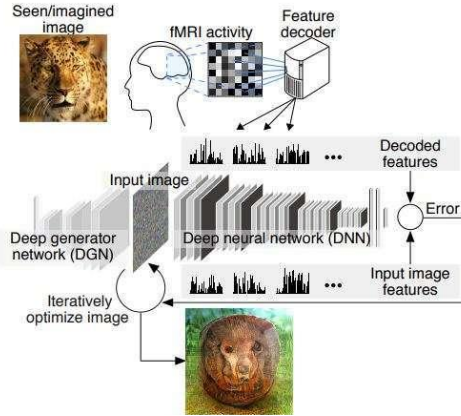 Seen/imagined
image
fMRI activity
Feature
decoder
Decoded
features
Input image
Error
Deep generator
network (DGN)
Deep neural network (DNN)
Input image
features
Iteratively
optimize image